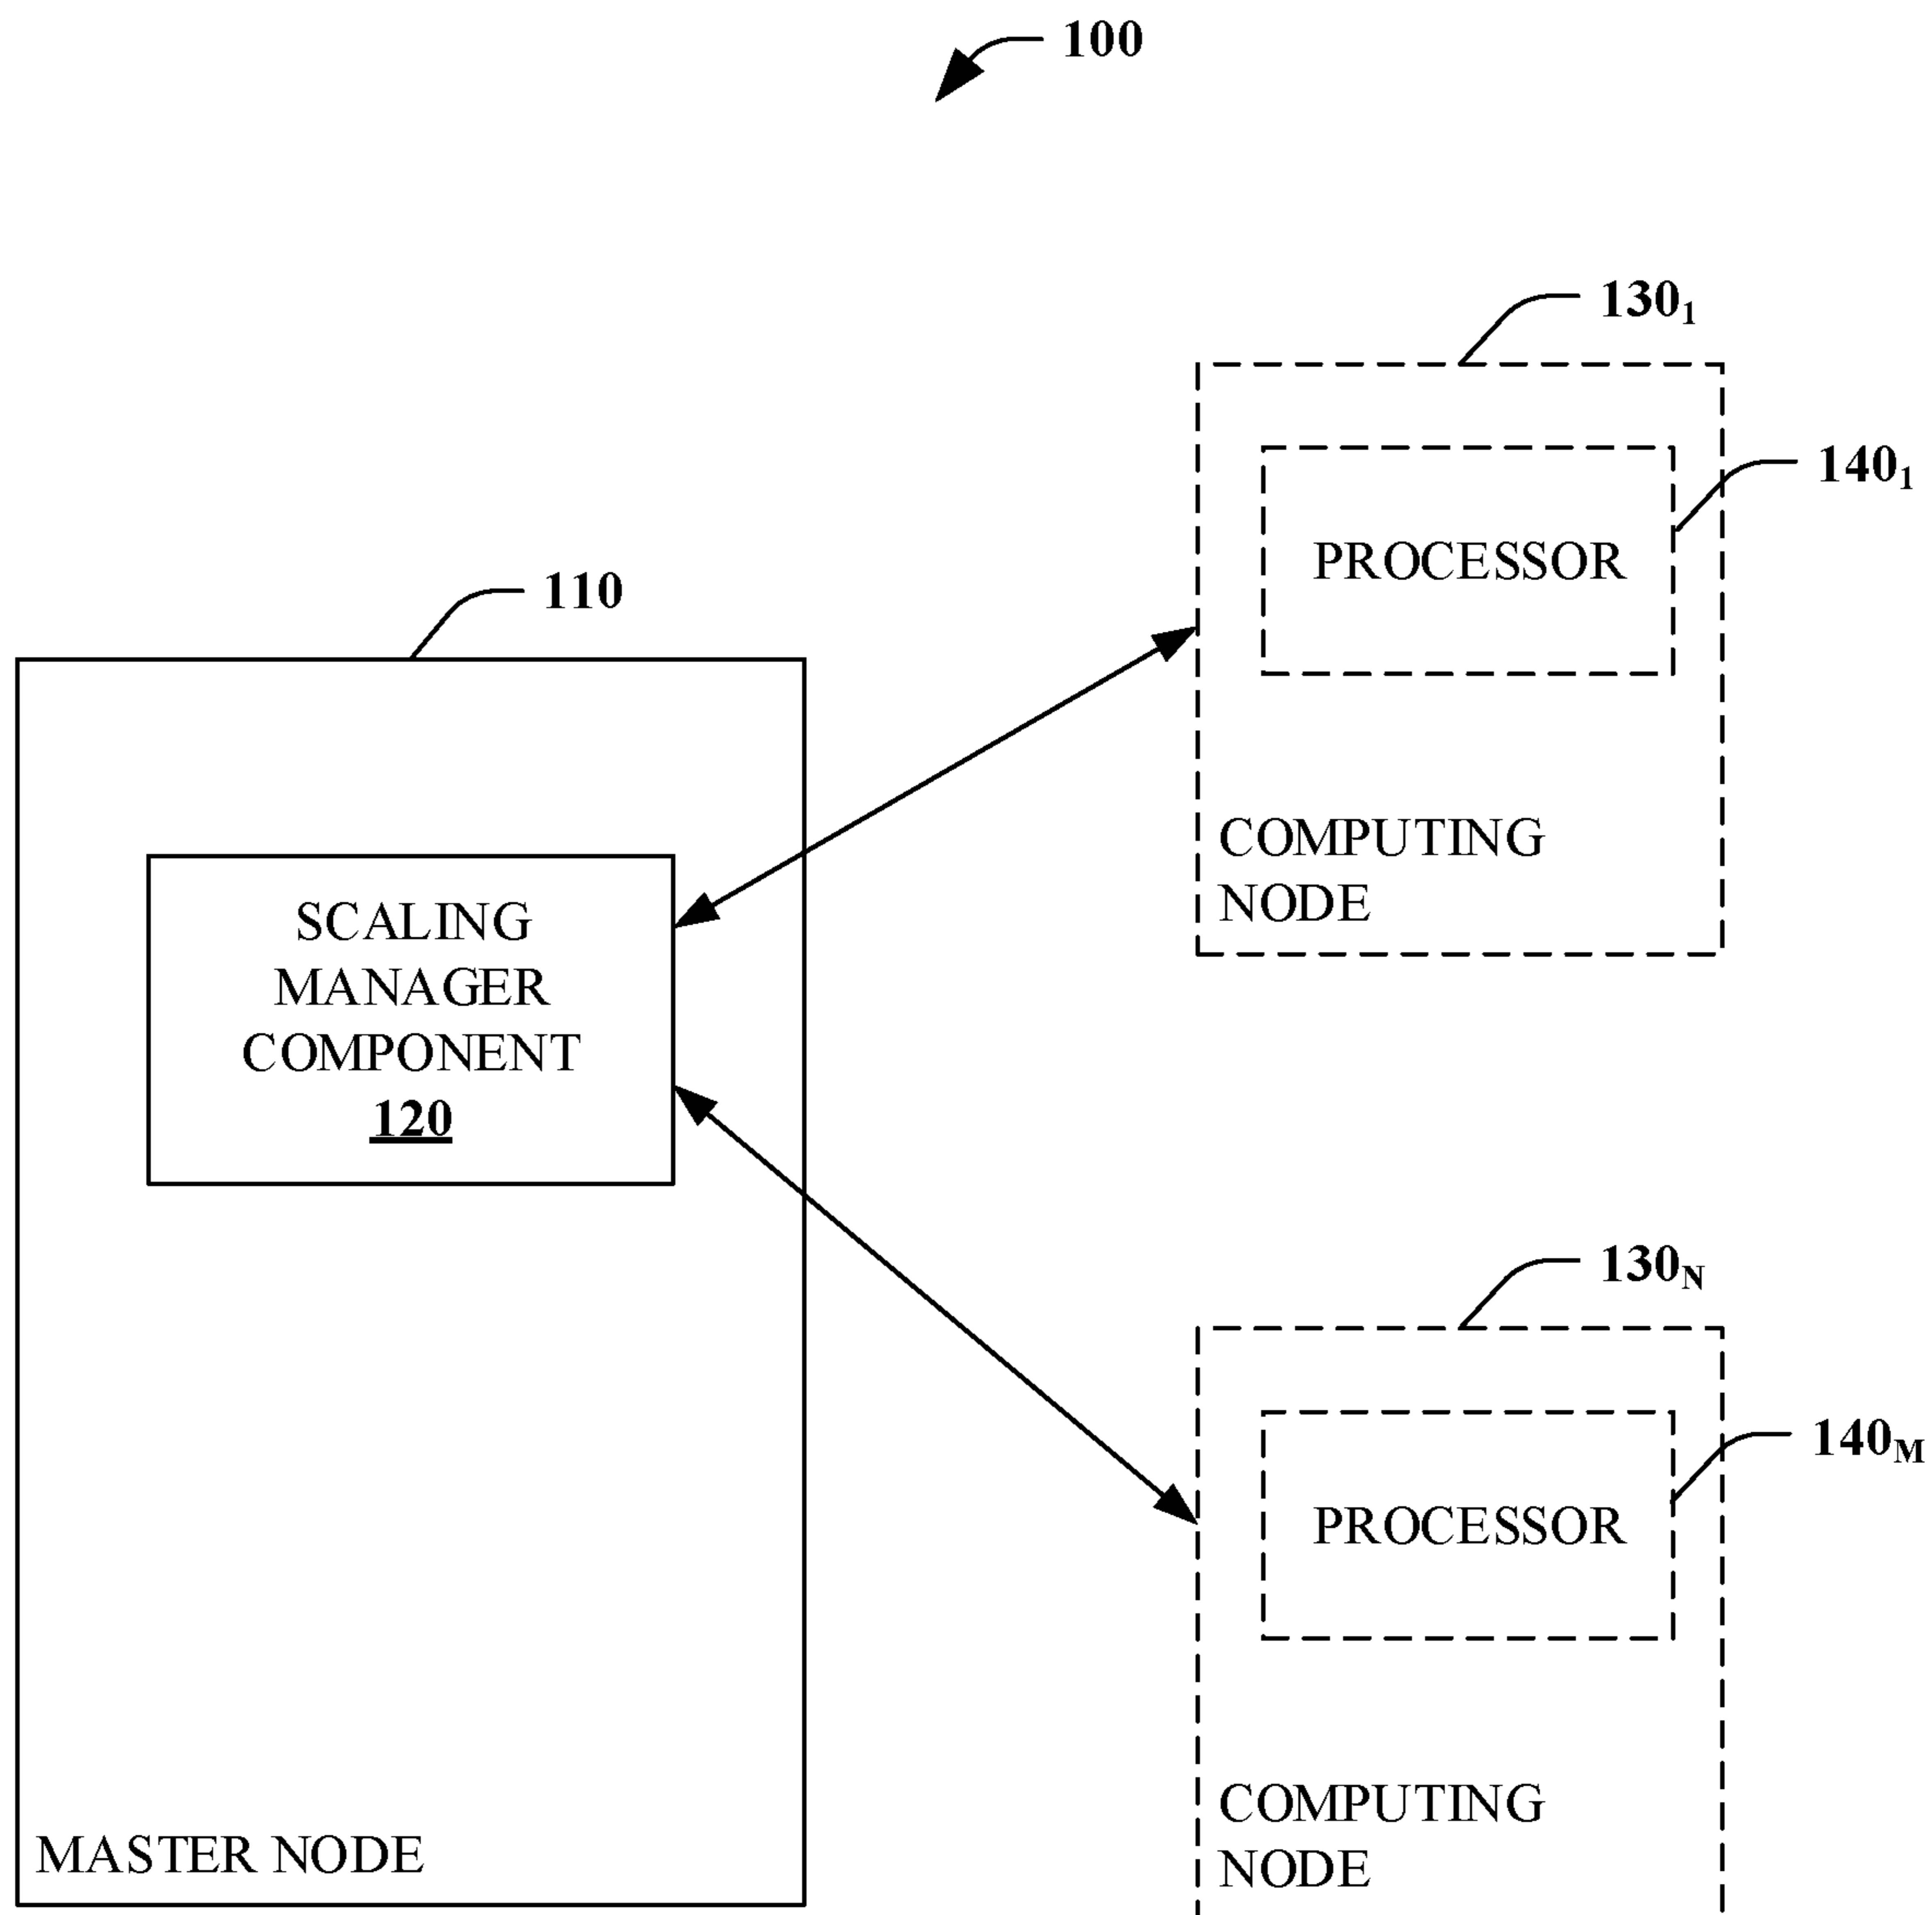 100
130₁
140₁
PROCESSOR
COMPUTING
NODE
110
SCALING
MANAGER
COMPONENT
120
MASTER NODE
130N
140M
PROCESSOR
COMPUTING
NODE